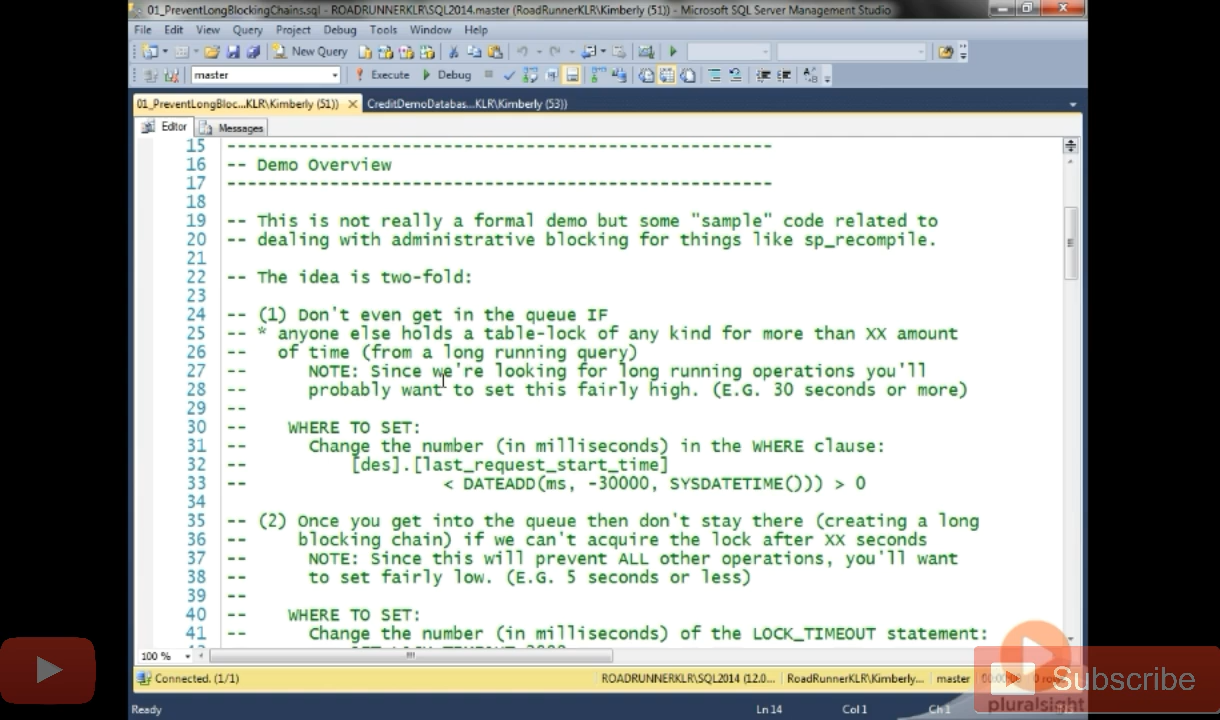 01_PreventLongBlockingChains.sql - ROADRUNNERKLR\SQL2014.master (RoadRunnerKLR\Kimberly (51)) - Microsoft SQL Server Management Studio
File Edit View Query Project Debug Tools Window Help
New Query
master Execute Debug
01_PreventLongBloc...KLR\Kimberly (51)) CreditDemoDatabas...KLR\Kimberly (53))
Editor Messages
15 -----------------------------------------------------
16 -- Demo Overview
17 -----------------------------------------------------
18
19 -- This is not really a formal demo but some "sample" code related to
20 -- dealing with administrative blocking for things like sp_recompile.
21
22 -- The idea is two-fold:
23
24 -- (1) Don't even get in the queue IF
25 -- * anyone else holds a table-lock of any kind for more than XX amount
26 -- of time (from a long running query)
27 -- NOTE: Since we're looking for long running operations you'll
28 -- probably want to set this fairly high. (E.G. 30 seconds or more)
29 --
30 -- WHERE TO SET:
31 -- Change the number (in milliseconds) in the WHERE clause:
32 -- [des].[last_request_start_time]
33 -- < DATEADD(ms, -30000, SYSDATETIME())) > 0
34
35 -- (2) Once you get into the queue then don't stay there (creating a long
36 -- blocking chain) if we can't acquire the lock after XX seconds
37 -- NOTE: Since this will prevent ALL other operations, you'll want
38 -- to set fairly low. (E.G. 5 seconds or less)
39 --
40 -- WHERE TO SET:
41 -- Change the number (in milliseconds) of the LOCK_TIMEOUT statement:
100 %
Connected. (1/1) ROADRUNNERKLR\SQL2014 (12.0... RoadRunnerKLR\Kimberly... master
Subscribe
pluralsight
Ready Ln 14 Col 1 Ch 1